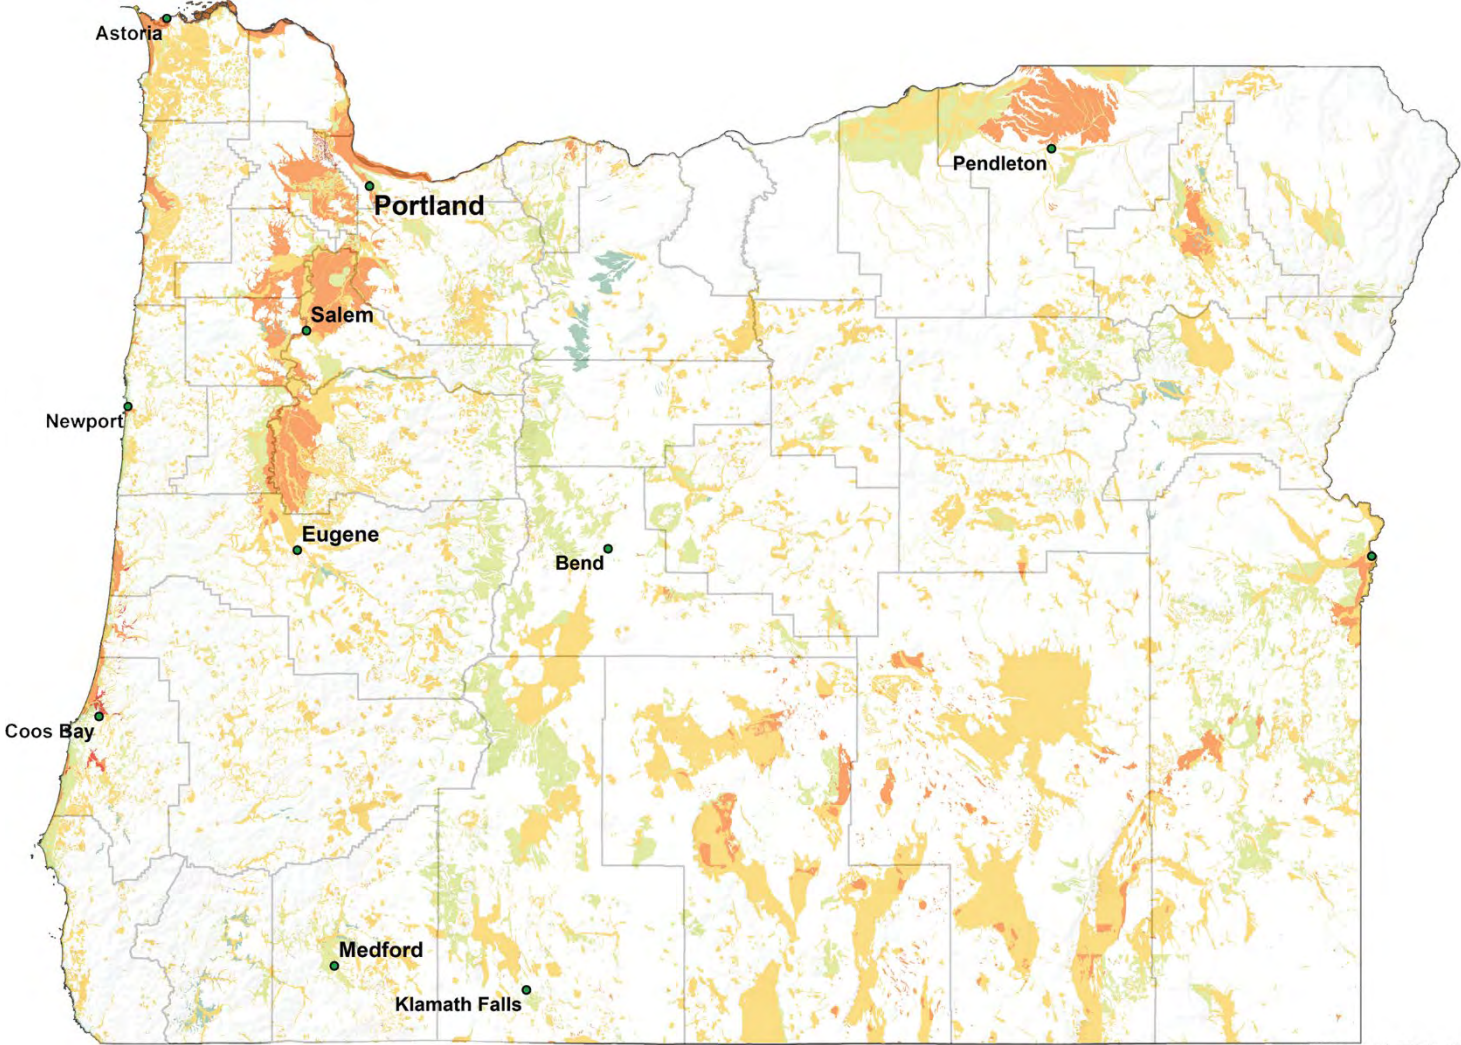 Astoria
Pendleton
Portland
Salem
Newport
Eugene
Bend
Coos Bay
Medford
Klamath Falls